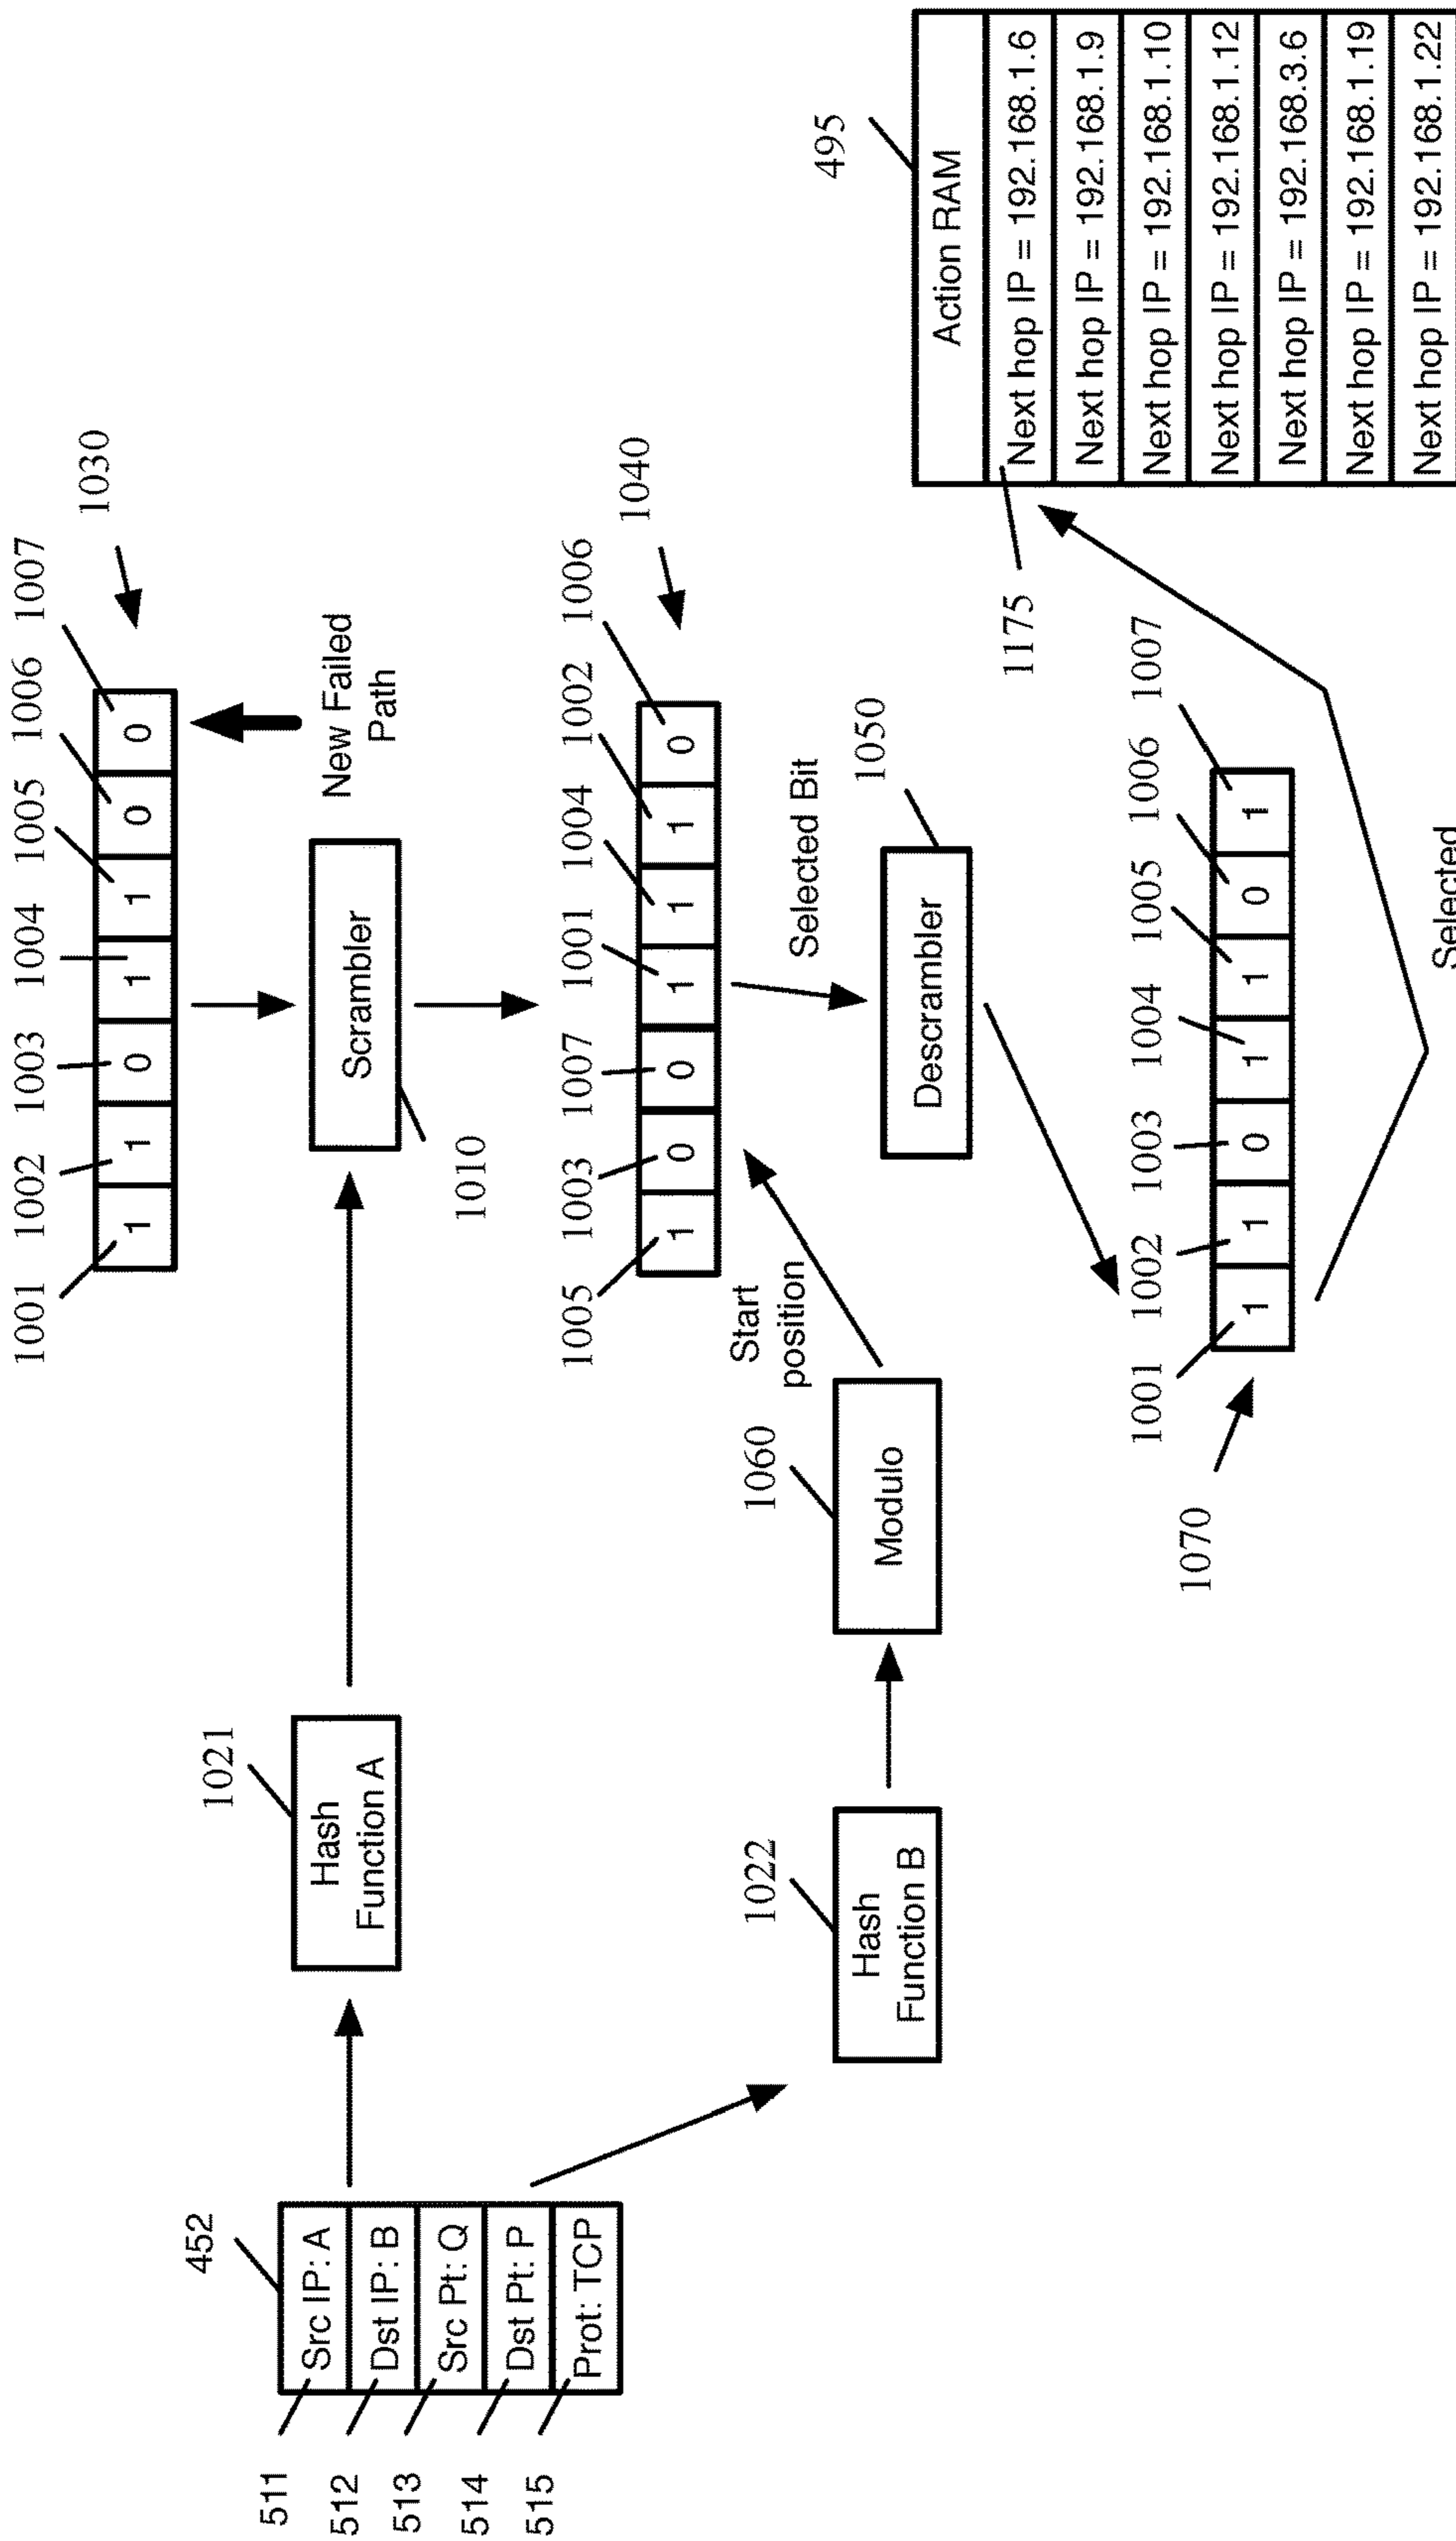 1001 1002 1003 1004 1005 1006 1007
1 1 0 1 1 0 0
1030
New Failed
Path
452
511
512
513
514
515
Src IP: A
Dst IP: B
Src Pt: Q
Dst Pt: P
Prot: TCP
1021
Hash
Function A
Scrambler
1010
1005 1003 1007 1001 1004 1002 1006
1 0 0 1 1 1 0
1040
Start
position
Selected Bit
1022
Hash
Function B
1060
Modulo
Descrambler
1050
1001 1002 1003 1004 1005 1006 1007
1 1 0 1 1 0 1
1070
Selected
1175
495
Action RAM
Next hop IP = 192.168.1.6
Next hop IP = 192.168.1.9
Next hop IP = 192.168.1.10
Next hop IP = 192.168.1.12
Next hop IP = 192.168.3.6
Next hop IP = 192.168.1.19
Next hop IP = 192.168.1.22